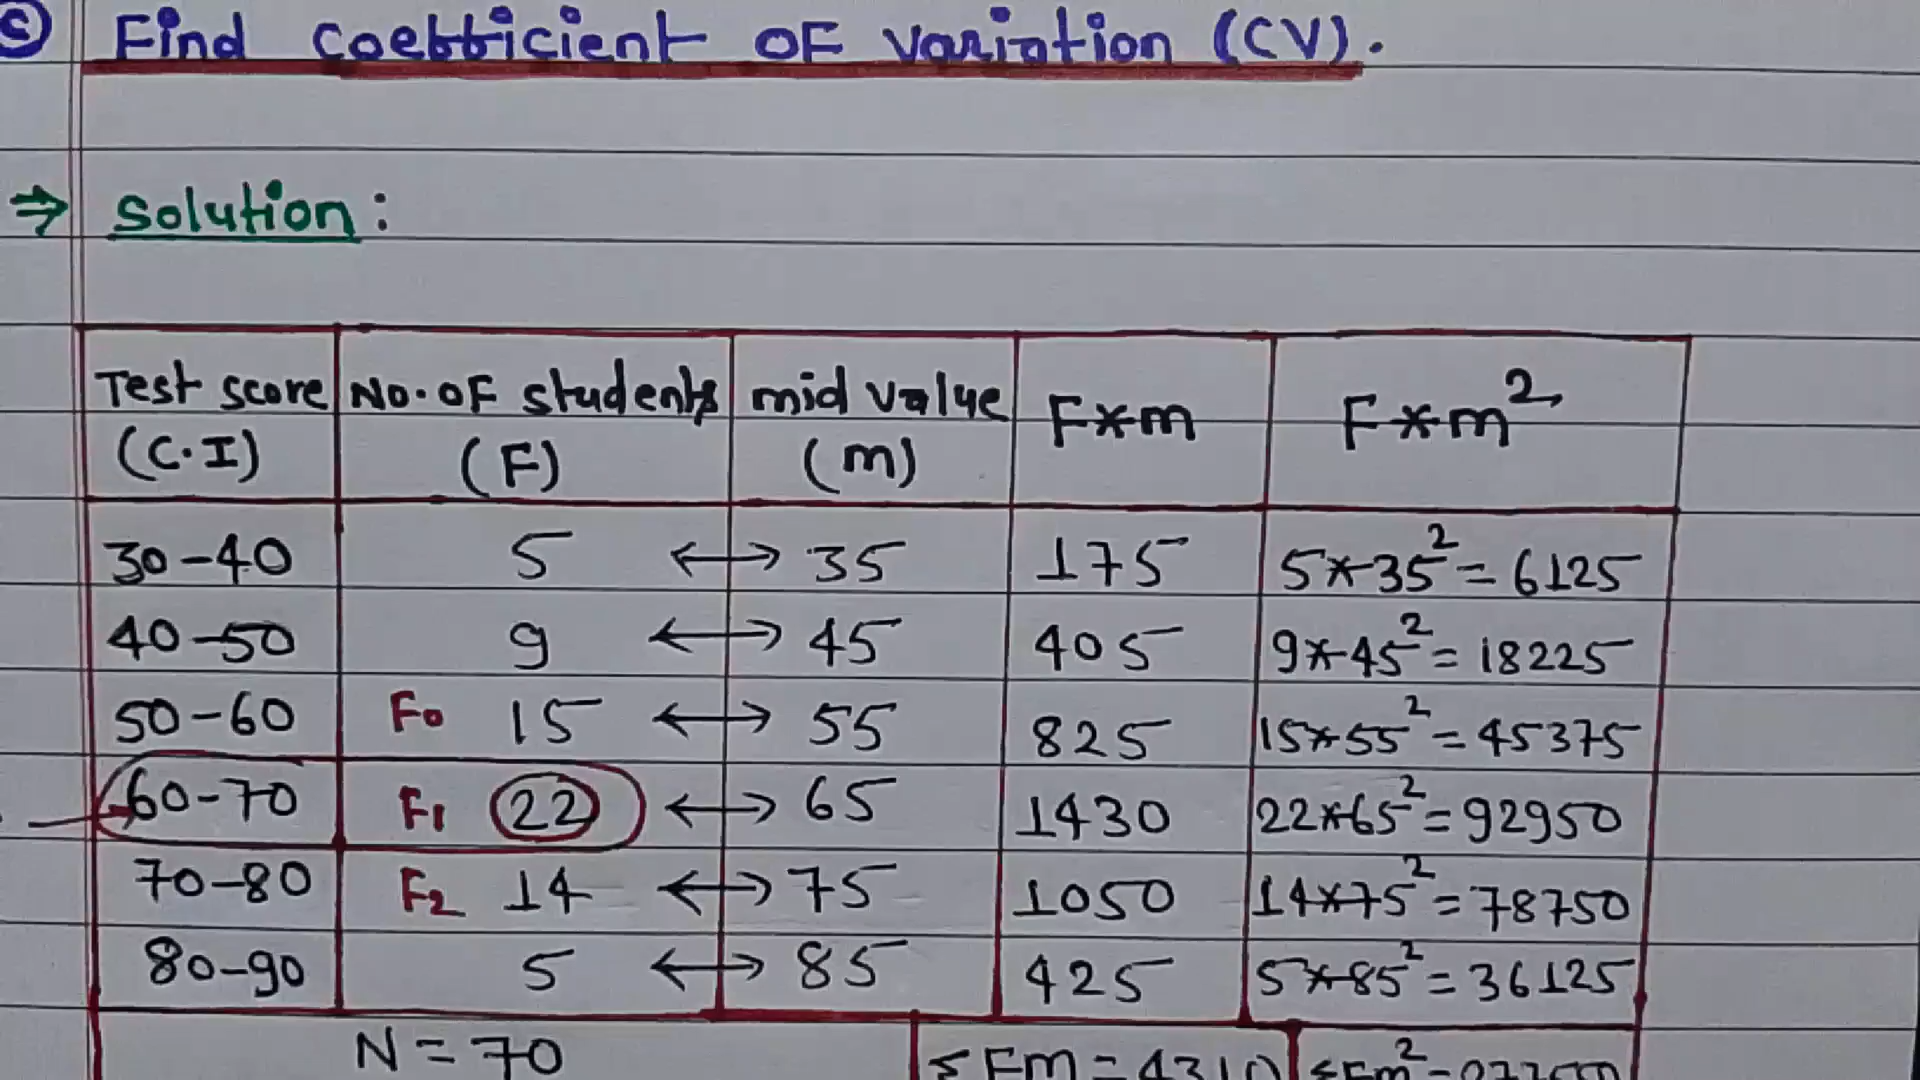 5 Find coefficient of variation (CV).
⇒ Solution:
Test score (C.I) No. of students (F) mid value (m) F*m F*m²
30-40 5 ↔ 35 175 5*35² = 6125
40-50 9 ↔ 45 405 9*45² = 18225
50-60 F0 15 ↔ 55 825 15*55² = 45375
60-70 F1 22 ↔ 65 1430 22*65² = 92950
70-80 F2 14 ↔ 75 1050 14*75² = 78750
80-90 5 ↔ 85 425 5*85² = 36125
N = 70 ΣFm = 4310 ΣFm² =